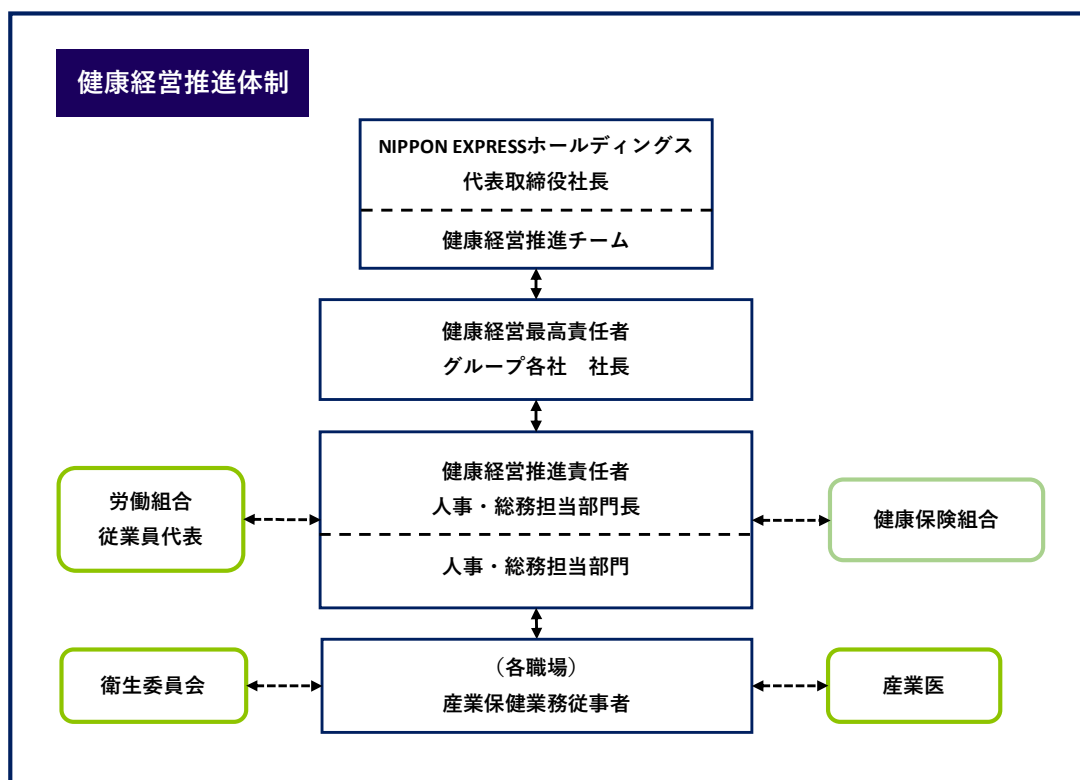 健康経営推進体制
NIPPON EXPRESSホールディングス
代表取締役社長
健康経営推進チーム
健康経営最高責任者
グループ各社　社長
健康経営推進責任者
人事・総務担当部門長
人事・総務担当部門
労働組合
従業員代表
健康保険組合
（各職場）
産業保健業務従事者
衛生委員会
産業医